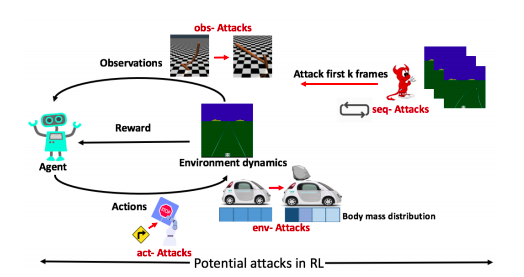 obs- Attacks
Observations
Attack first k frames
seq- Attacks
Reward
Agent
Environment dynamics
Actions
STOP
Body mass distribution
env- Attacks
act- Attacks
Potential attacks in RL